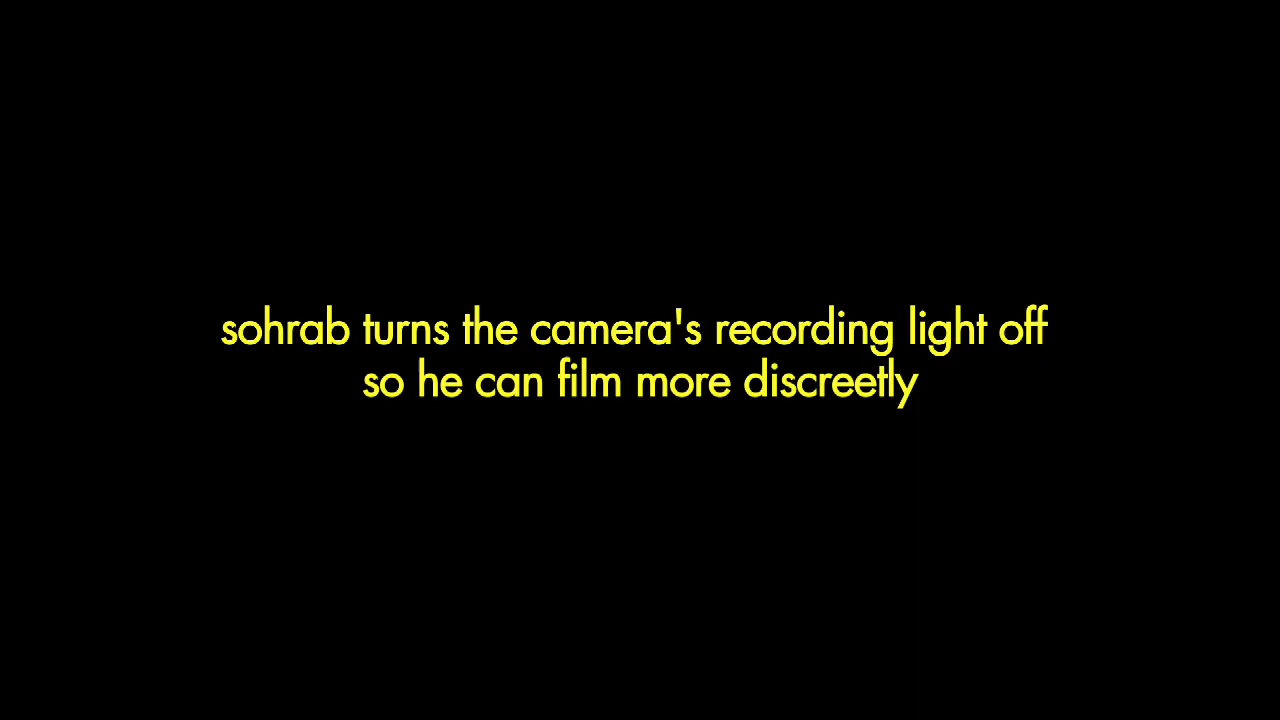 sohrab turns the camera's recording light off
so he can film more discreetly